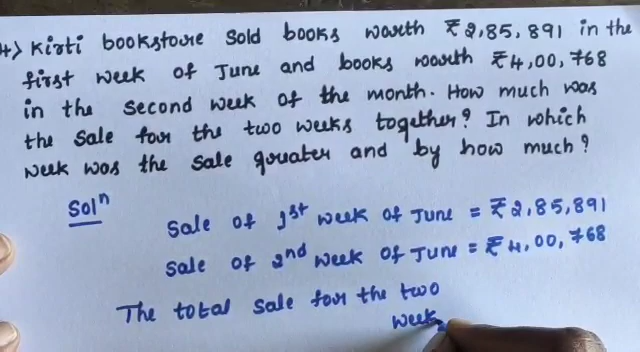 4) Kirti bookstore sold books worth ₹2,85,891 in the
first week of June and books worth ₹4,00,768
in the second week of the month. How much was
the sale for the two weeks together? In which
week was the sale greater and by how much?
Solⁿ
Sale of 1st week of June = ₹2,85,891
Sale of 2nd week of June = ₹4,00,768
The total sale for the two
week